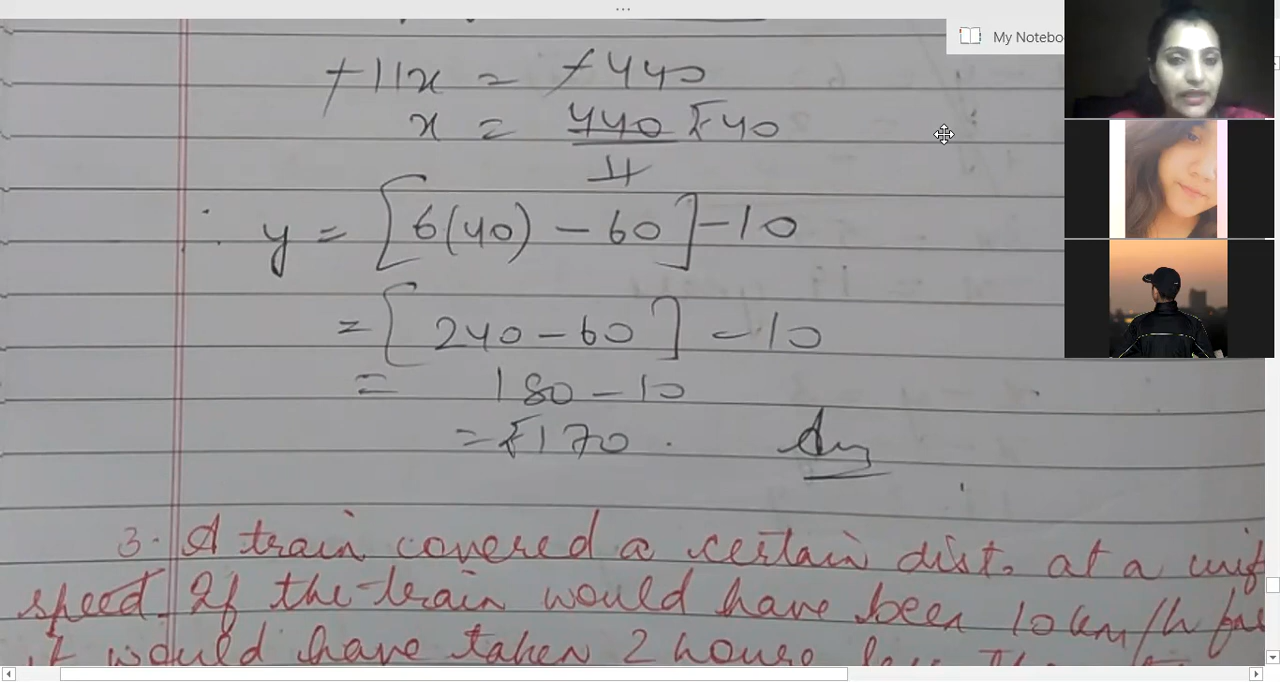 ...
My Notebo
-11x = -440
x = 440/11 ₹40
∴ y = [6(40) - 60] - 10
= [240 - 60] - 10
= 180 - 10
= ₹170. Ans
3. A train covered a certain dist. at a unif
speed. If the train would have been 10 km/h fas
it would have taken 2 hours less